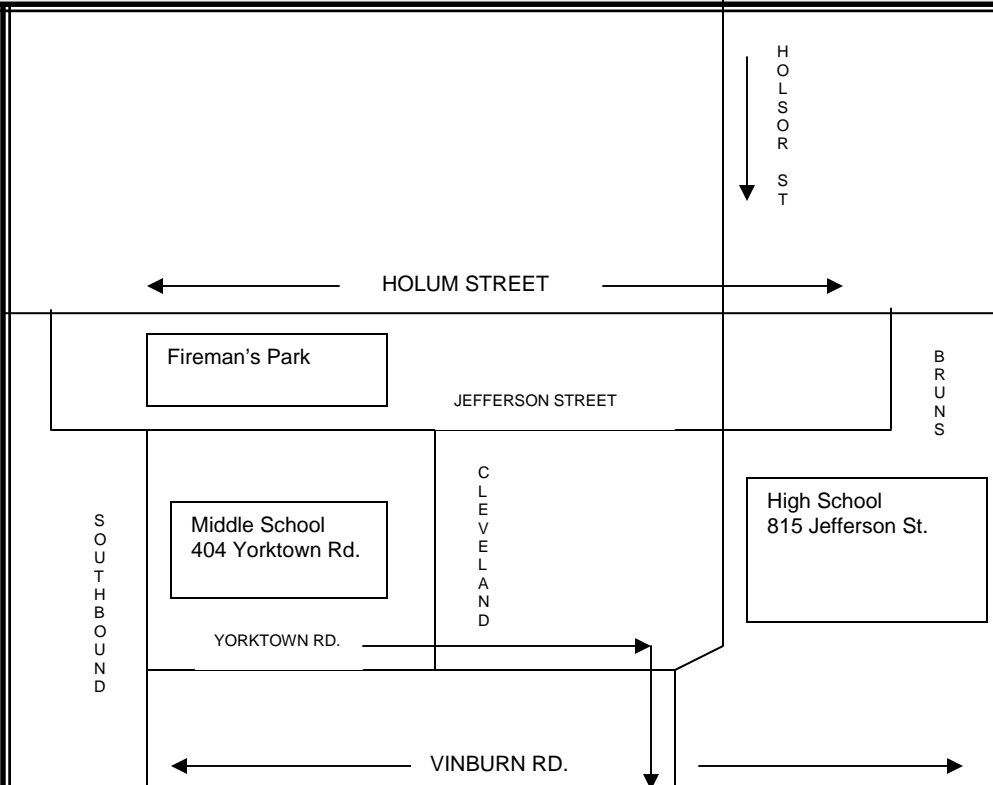 HOLSOR ST
HOLUM STREET
Fireman's Park
BRUNS
JEFFERSON STREET
CLEVELAND
High School
815 Jefferson St.
Middle School
404 Yorktown Rd.
SOUTHBOUND
YORKTOWN RD.
VINBURN RD.